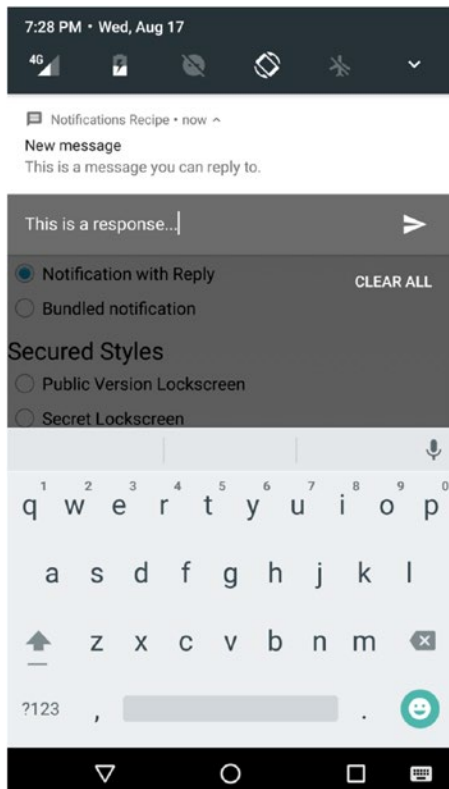 7:28 PM • Wed, Aug 17
4G
Notifications Recipe • now
New message
This is a message you can reply to.
This is a response...
Notification with Reply
CLEAR ALL
Bundled notification
Secured Styles
Public Version Lockscreen
Secret Lockscreen
1 2 3 4 5 6 7 8 9 0
q w e r t y u i o p
a s d f g h j k l
z x c v b n m
?123 , .